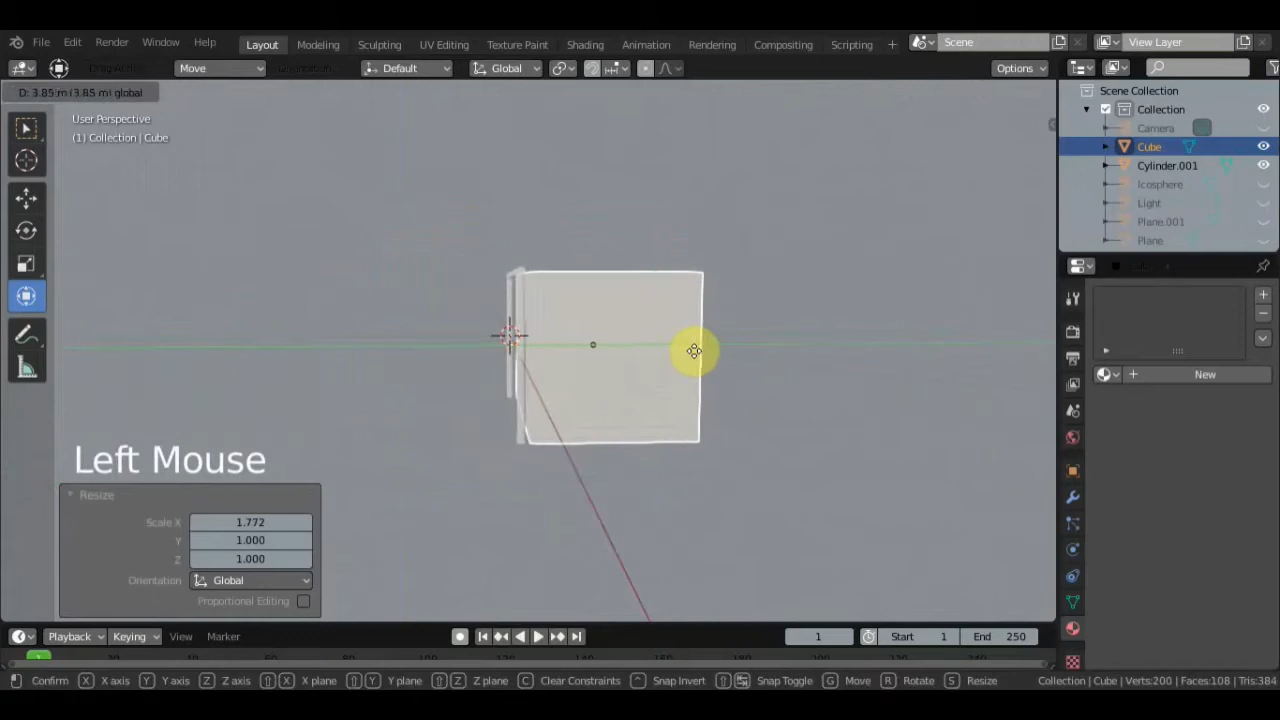 File Edit Render Window Help Layout Modeling Sculpting UV Editing Texture Paint Shading Animation Rendering Compositing Scripting + Scene View Layer
Move Default Global Options
D: 3.85 m (3.85 m) global
User Perspective
(1) Collection | Cube
Scene Collection
Collection
Camera
Cube
Cylinder.001
Icosphere
Light
Plane.001
Plane
New
Left Mouse
Resize
Scale X 1.772
Y 1.000
Z 1.000
Orientation Global
Proportional Editing
Playback Keying View Marker 1 Start 1 End 250
Confirm X X axis Y Y axis Z Z axis X X plane Y Y plane Z Z plane C Clear Constraints Snap Invert Snap Toggle G Move R Rotate S Resize Collection | Cube | Verts:200 | Faces:108 | Tris:384